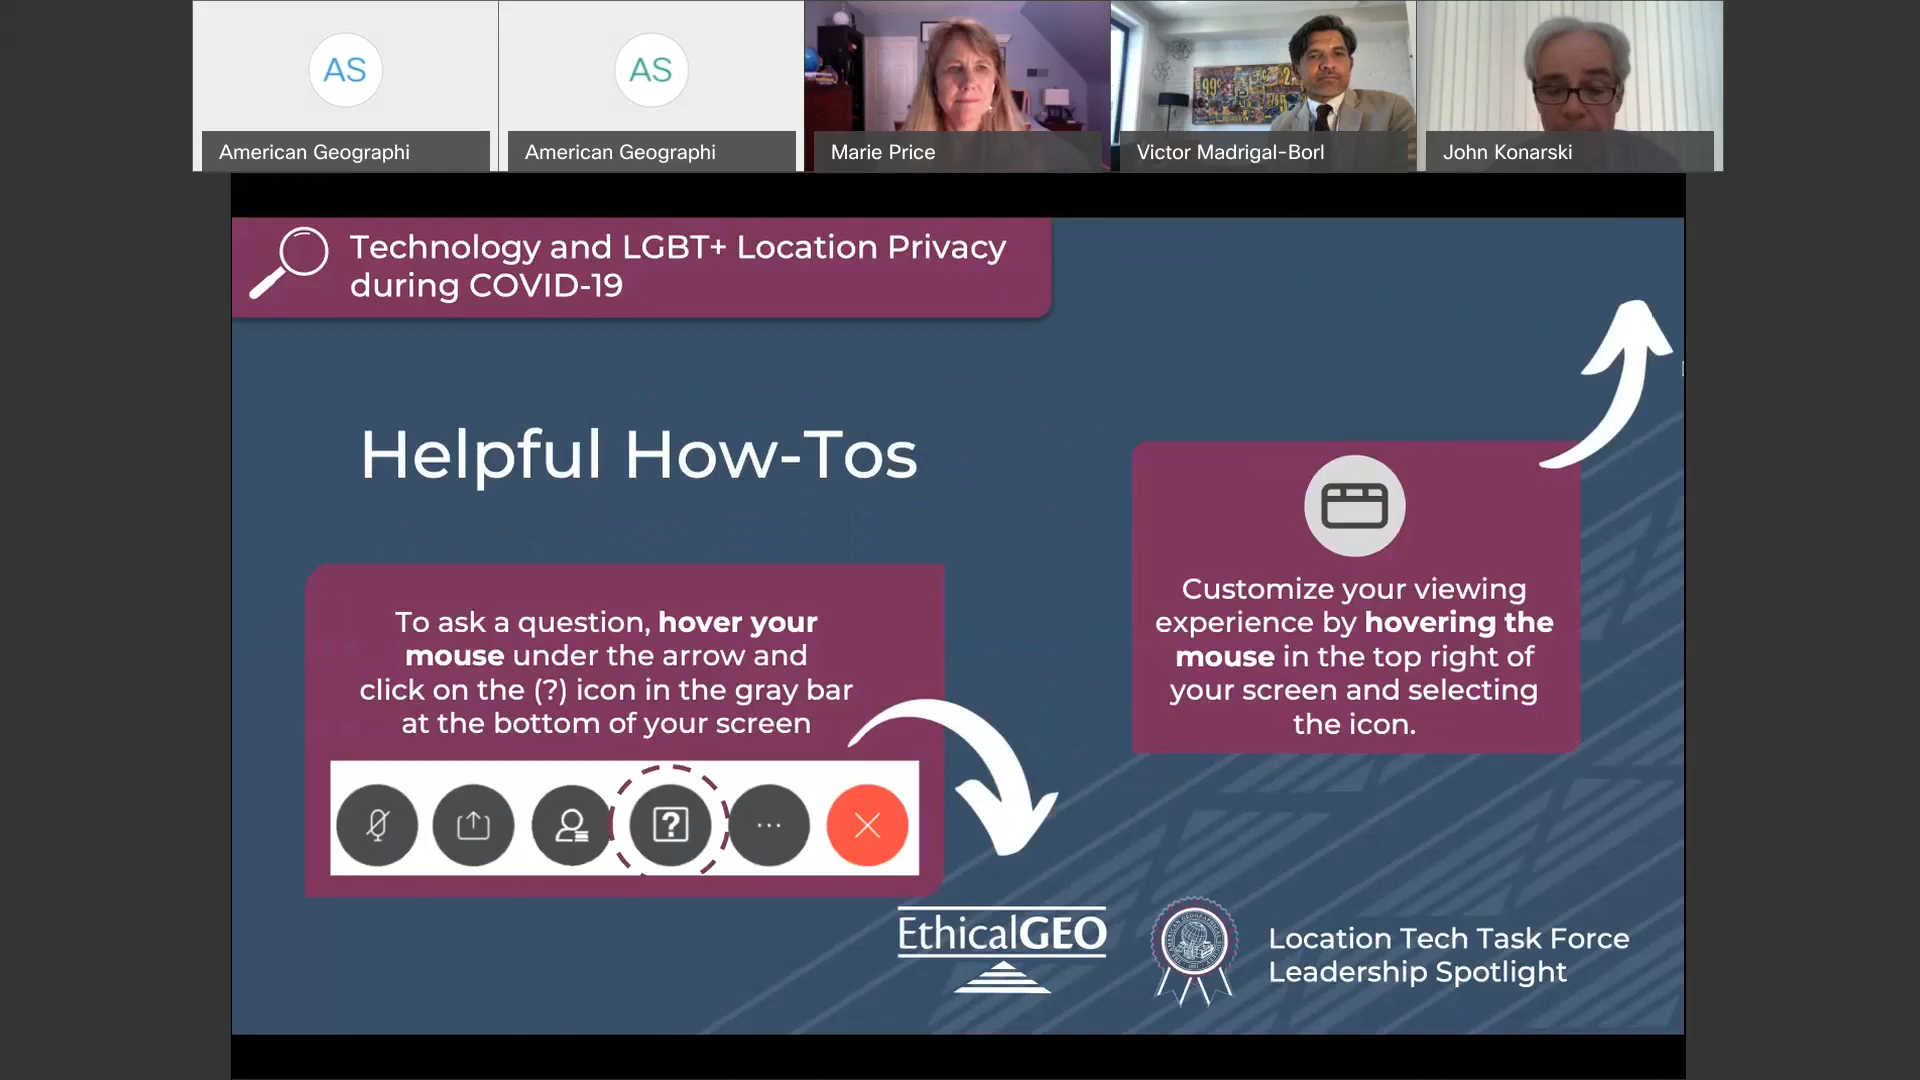 AS
AS
American Geographi
American Geographi
Marie Price
Victor Madrigal-Borl
John Konarski
Technology and LGBT+ Location Privacy
during COVID-19
Helpful How-Tos
To ask a question, hover your
mouse under the arrow and
click on the (?) icon in the gray bar
at the bottom of your screen
?
Customize your viewing
experience by hovering the
mouse in the top right of
your screen and selecting
the icon.
EthicalGEO
Location Tech Task Force
Leadership Spotlight